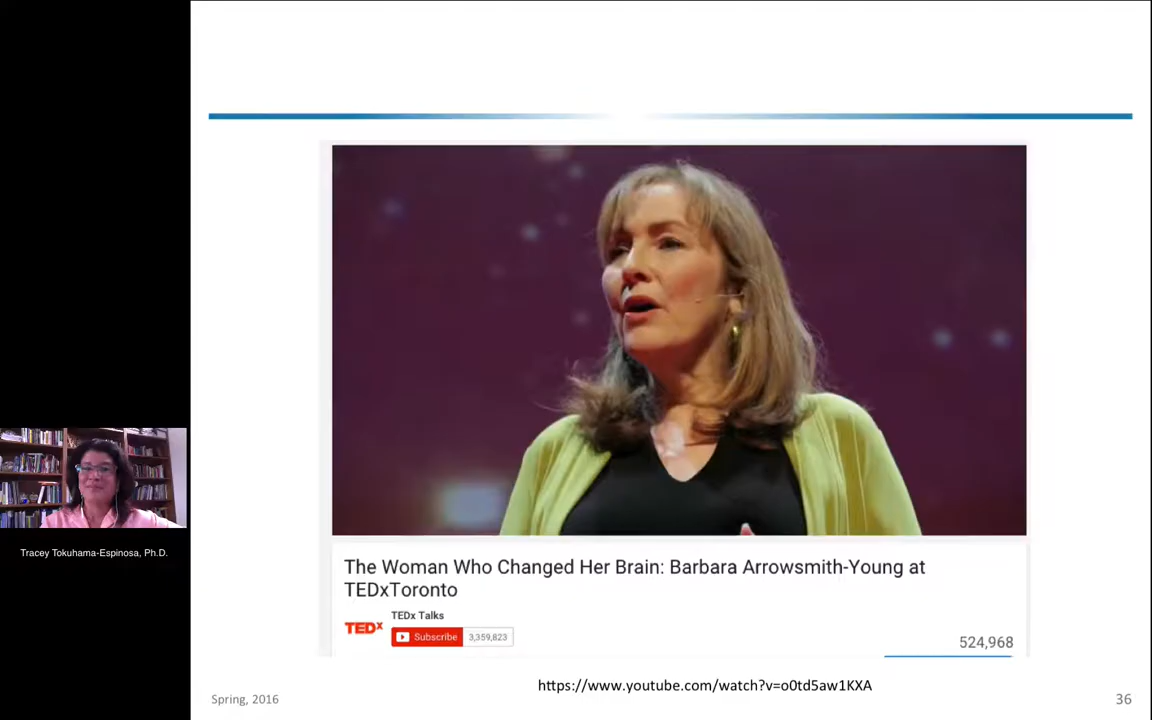 Tracey Tokuhama-Espinosa, Ph.D.
The Woman Who Changed Her Brain: Barbara Arrowsmith-Young at
TEDxToronto
TEDx
TEDx Talks
Subscribe 3,359,823
524,968
https://www.youtube.com/watch?v=o0td5aw1KXA
Spring, 2016
36